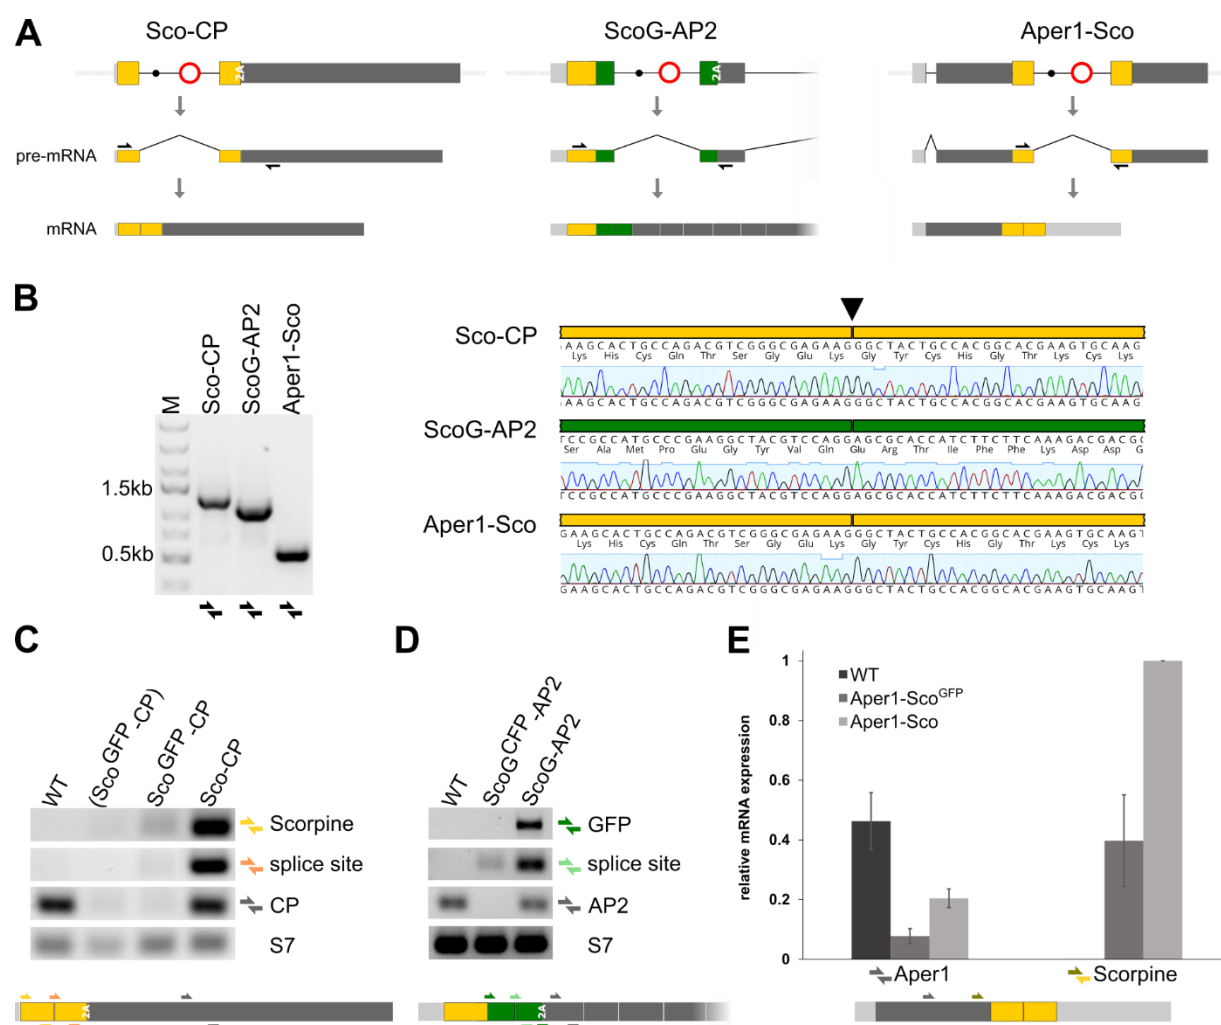 A
Sco-CP
ScoG-AP2
Aper1-Sco
2A
2A
pre-mRNA
mRNA
B
M
Sco-CP
ScoG-AP2
Aper1-Sco
1.5kb
0.5kb
Sco-CP
AAGCACTGCCAGACGTCGGGCGAGAAGGGCTACTGCCACGGCACGAAGTGCAAG
Lys His Cys Gln Thr Ser Gly Glu Lys Gly Tyr Cys His Gly Thr Lys Cys Lys
AAGCACTGCCAGACGTCGGGCGAGAAGGGCTACTGCCACGGCACGAAGTGCAAG
ScoG-AP2
TCCGCCATGCCCGAAGGCTACGTCCAGGAGCGCACCATCTTCTTCAAAGACGACGG
Ser Ala Met Pro Glu Gly Tyr Val Gln Glu Arg Thr Ile Phe Phe Lys Asp Asp G
TCCGCCATGCCCGAAGGCTACGTCCAGGAGCGCACCATCTTCTTCAAAGACGACGG
Aper1-Sco
GAAGCACTGCCAGACGTCGGGCGAGAAGGGCTACTGCCACGGCACGAAGTGCAAGT
Lys His Cys Gln Thr Ser Gly Glu Lys Gly Tyr Cys His Gly Thr Lys Cys Lys
GAAGCACTGCCAGACGTCGGGCGAGAAGGGCTACTGCCACGGCACGAAGTGCAAGT
C
WT
(Sco^GFP-CP)
Sco^GFP-CP
Sco-CP
Scorpine
splice site
CP
S7
2A
D
WT
ScoG^CFP-AP2
ScoG-AP2
GFP
splice site
AP2
S7
2A
E
relative mRNA expression
1
0.8
0.6
0.4
0.2
0
WT
Aper1-Sco^GFP
Aper1-Sco
Aper1
Scorpine